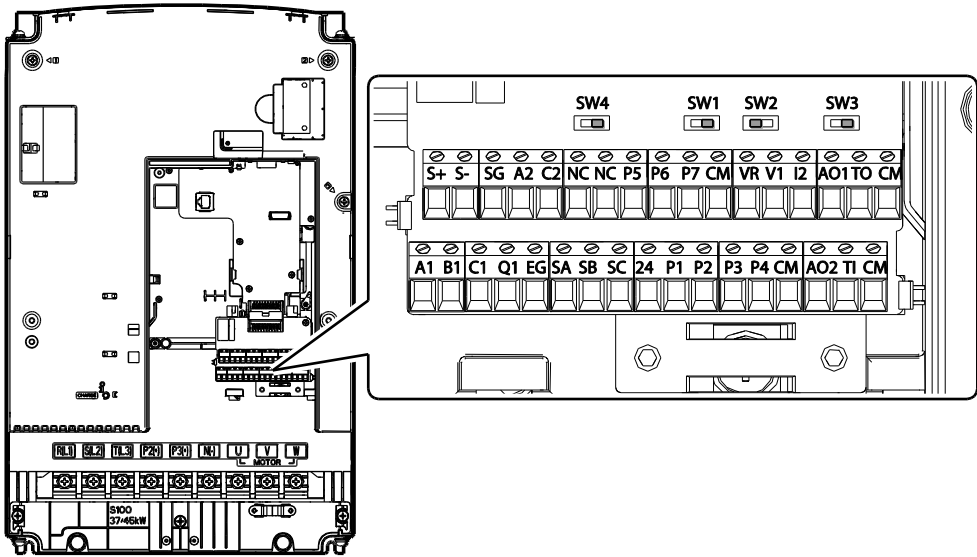 SW4 SW1 SW2 SW3
S+ S- SG A2 C2 NC NC P5 P6 P7 CM VR V1 I2 AO1 TO CM
A1 B1 C1 Q1 EG SA SB SC 24 P1 P2 P3 P4 CM AO2 TI CM
CHARGE
R(L1) S(L2) T(L3) P2(+) P3(+) N(-) U V W
MOTOR
S100
37/45kW